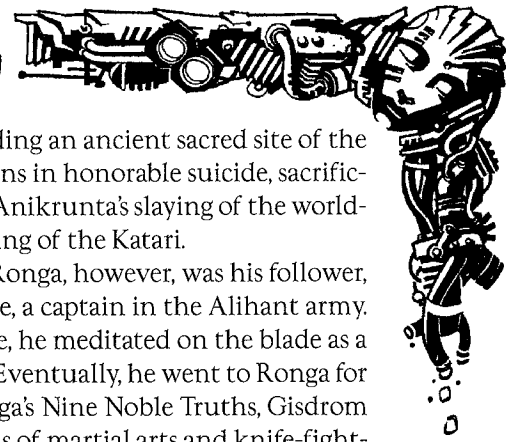 ding an ancient sacred site of the
ns in honorable suicide, sacrific-
Anikrunta's slaying of the world-
ng of the Katari.
Ronga, however, was his follower,
e, a captain in the Alihant army.
e, he meditated on the blade as a
Eventually, he went to Ronga for
ga's Nine Noble Truths, Gisdrom
s of martial arts and knife-fight-